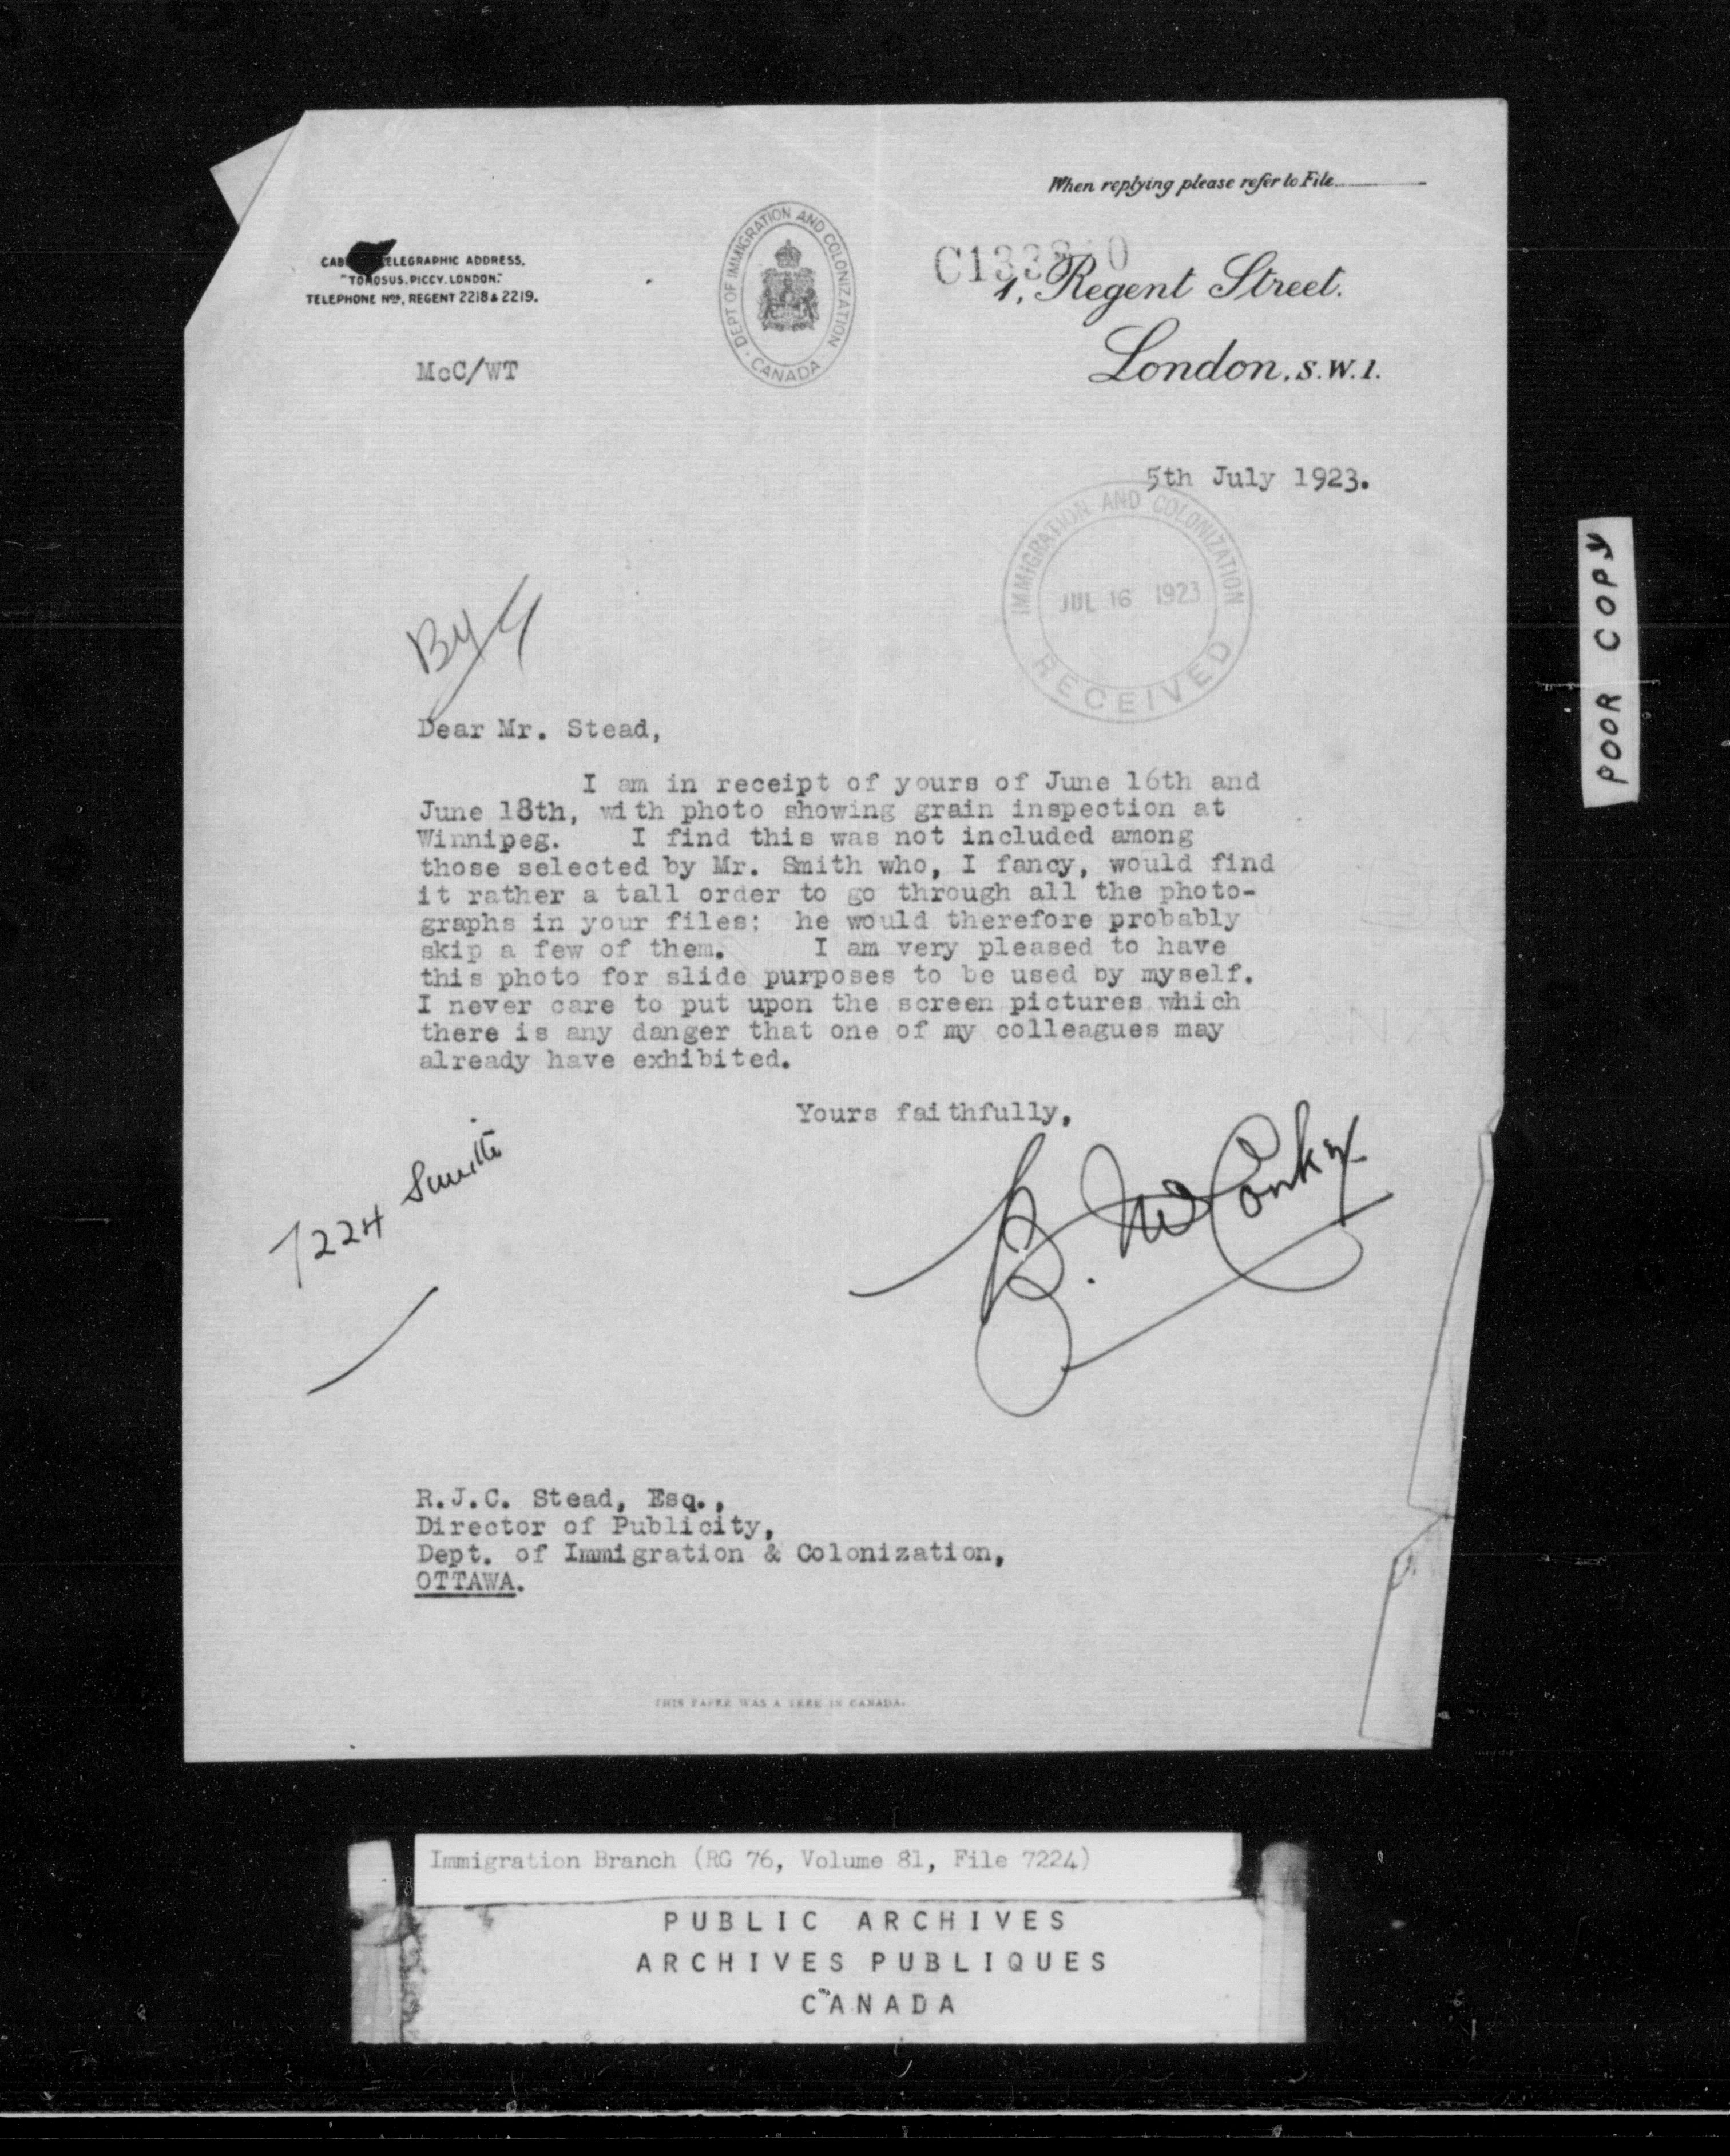 When replying please refer to File
CAB TELEGRAPHIC ADDRESS,
"TOMOSUS. PICCY. LONDON."
TELEPHONE Nos, REGENT 2218 & 2219.
DEPT OF IMMIGRATION AND COLONIZATION
· CANADA ·
1, Regent Street.
London, S.W.1.
McC/WT
5th July 1923.
IMMIGRATION AND COLONIZATION
JUL 16 1923
RECEIVED
POOR COPY
Dear Mr. Stead,
I am in receipt of yours of June 16th and
June 18th, with photo showing grain inspection at
Winnipeg. I find this was not included among
those selected by Mr. Smith who, I fancy, would find
it rather a tall order to go through all the photo-
graphs in your files; he would therefore probably
skip a few of them. I am very pleased to have
this photo for slide purposes to be used by myself.
I never care to put upon the screen pictures which
there is any danger that one of my colleagues may
already have exhibited.
Yours faithfully,
B. McConkey
7224 Smith
R.J.C. Stead, Esq.,
Director of Publicity,
Dept. of Immigration & Colonization,
OTTAWA.
THIS PAPER WAS A TREE IN CANADA.
Immigration Branch (RG 76, Volume 81, File 7224)
PUBLIC ARCHIVES
ARCHIVES PUBLIQUES
CANADA